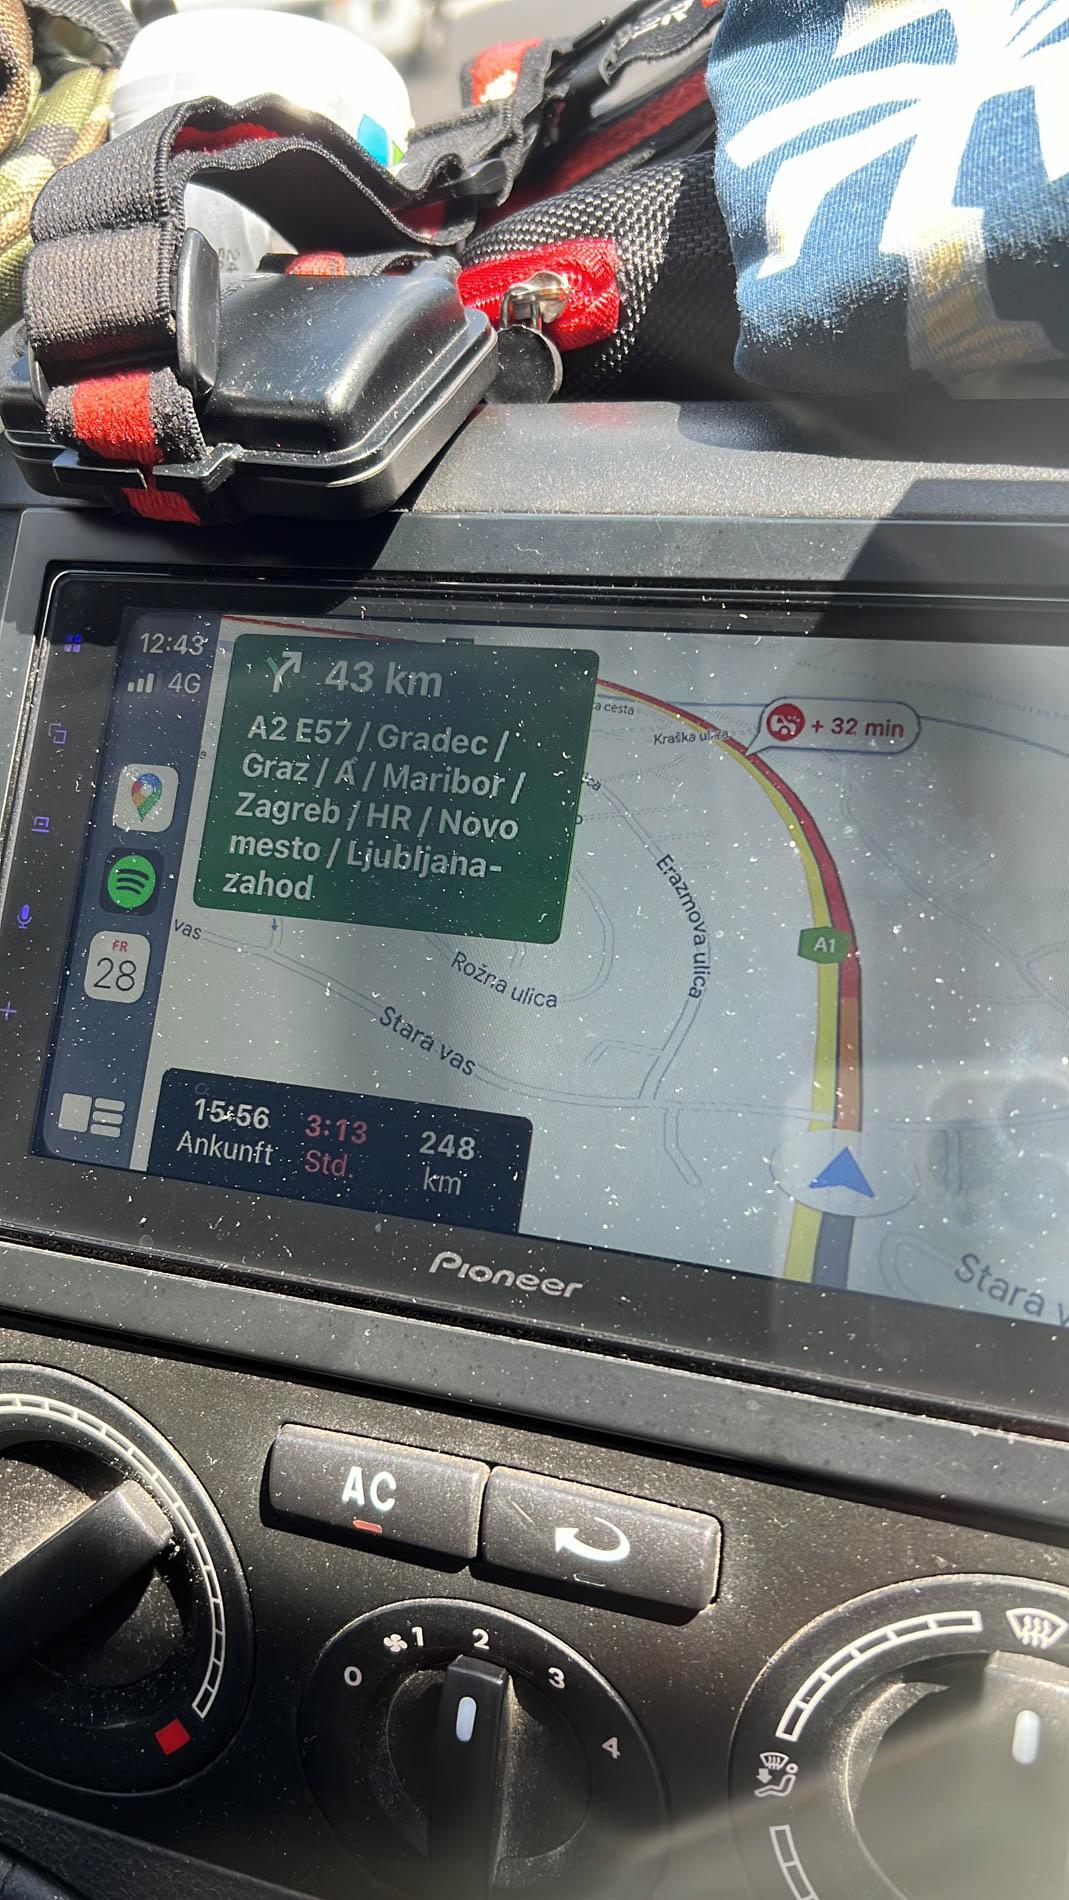 12:43
4G
FR
28
43 km
A2 E57 / Gradec /
Graz / A / Maribor /
Zagreb / HR / Novo
mesto / Ljubljana-
zahod
a cesta
Kraška ulica
+ 32 min
Erazmova ulica
A1
vas
Rožna ulica
Stara vas
15:56
Ankunft
3:13
Std.
248
km
Stara v
Pioneer
AC
0
1
2
3
4